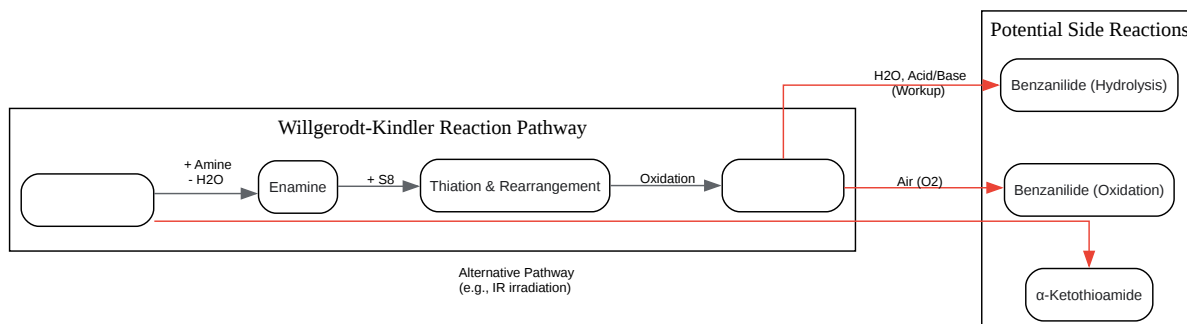 Potential Side Reactions
H2O, Acid/Base
(Workup)
Benzanilide (Hydrolysis)
Willgerodt-Kindler Reaction Pathway
+ Amine
- H2O
Enamine
+ S8
Thiation & Rearrangement
Oxidation
Air (O2)
Benzanilide (Oxidation)
Alternative Pathway
(e.g., IR irradiation)
α-Ketothioamide